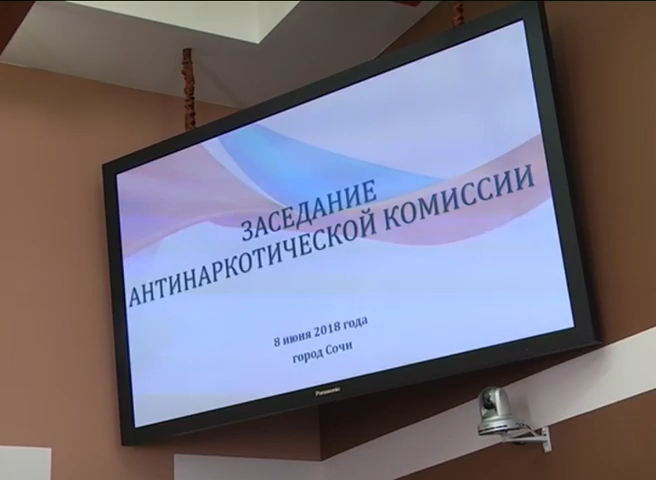 ЗАСЕДАНИЕ
АНТИНАРКОТИЧЕСКОЙ КОМИССИИ
8 июня 2018 года
город Сочи
Panasonic